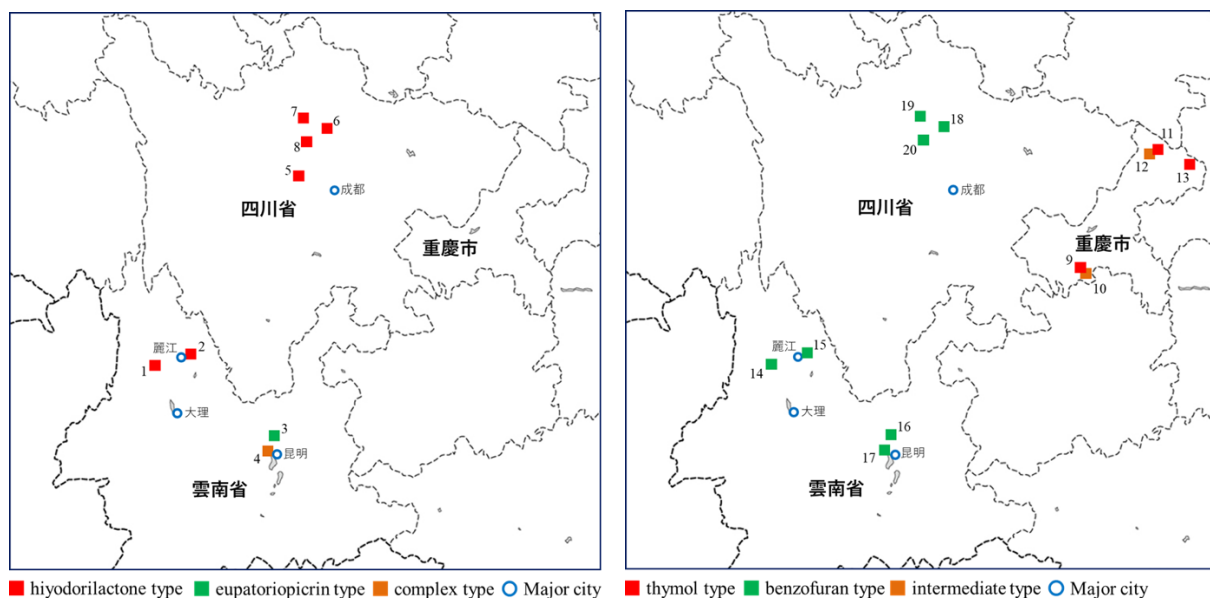 7
6
8
5
成都
四川省
重慶市
麗江
2
1
大理
3
4
昆明
雲南省
hiyodorilactone type eupatoriopicrin type complex type Major city
19
18
20
成都
四川省
11
12
13
重慶市
9
10
麗江
15
14
大理
16
17
昆明
雲南省
thymol type benzofuran type intermediate type Major city